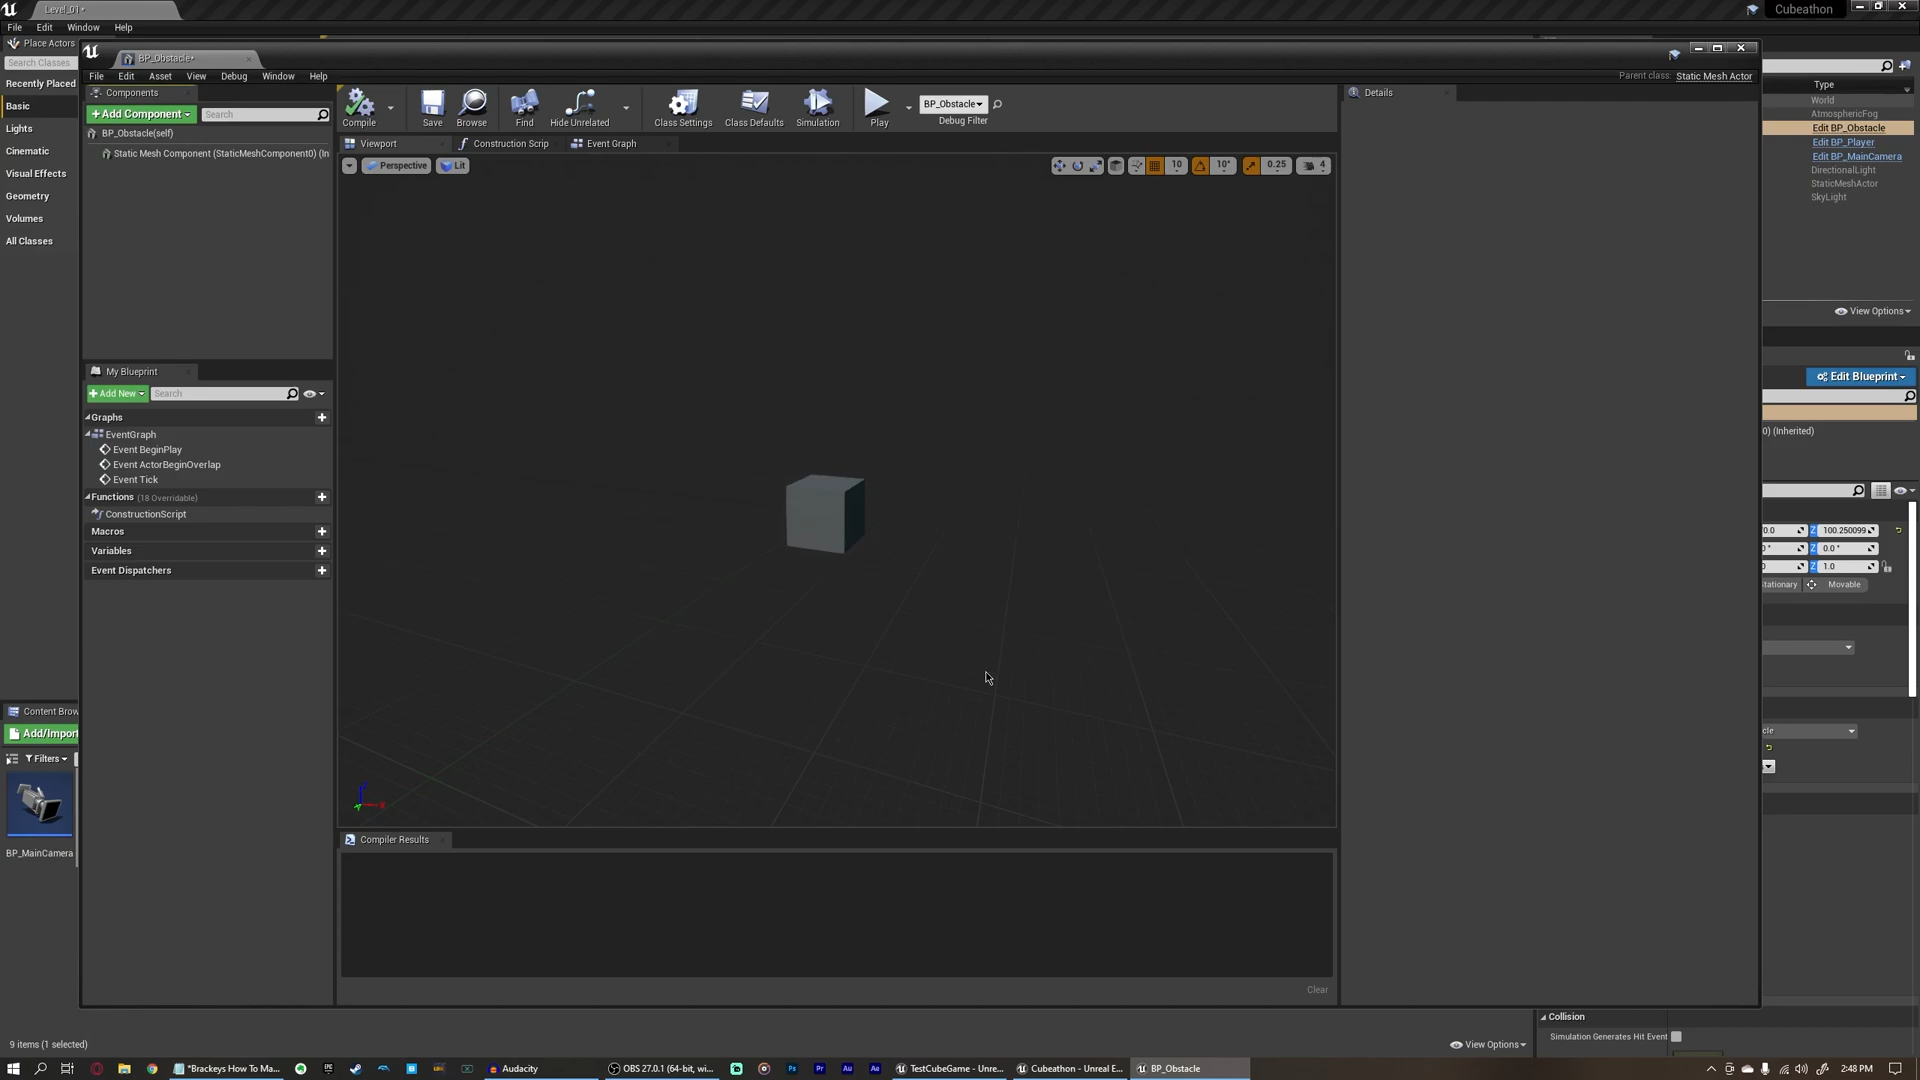 Level_01*
Cubeathon
File Edit Window Help
Place Actors
BP_Obstacle*
Search Classes
File Edit Asset View Debug Window Help
Parent class: Static Mesh Actor
Recently Placed
Basic
Lights
Cinematic
Visual Effects
Geometry
Volumes
All Classes
Components
Add Component
Search
BP_Obstacle(self)
Static Mesh Component (StaticMeshComponent0) (In
Compile
Save
Browse
Find
Hide Unrelated
Class Settings
Class Defaults
Simulation
Play
BP_Obstacle
Debug Filter
Viewport
Construction Scrip
Event Graph
Perspective
Lit
10
10°
0.25
4
Details
Type
World
AtmosphericFog
Edit BP_Obstacle
Edit BP_Player
Edit BP_MainCamera
DirectionalLight
StaticMeshActor
SkyLight
View Options
Edit Blueprint
0) (Inherited)
0.0
Z
100.250099
°
Z
0.0 °
0
Z
1.0
Stationary
Movable
cle
My Blueprint
Add New
Search
Graphs
EventGraph
Event BeginPlay
Event ActorBeginOverlap
Event Tick
Functions (18 Overridable)
ConstructionScript
Macros
Variables
Event Dispatchers
Content Brow
Add/Import
Filters
BP_MainCamera
Compiler Results
Clear
Collision
Simulation Generates Hit Event
9 items (1 selected)
View Options
*Brackeys How To Ma...
Audacity
OBS 27.0.1 (64-bit, wi...
Ps
Pr
Au
Ae
TestCubeGame - Unre...
Cubeathon - Unreal E...
BP_Obstacle
2:48 PM